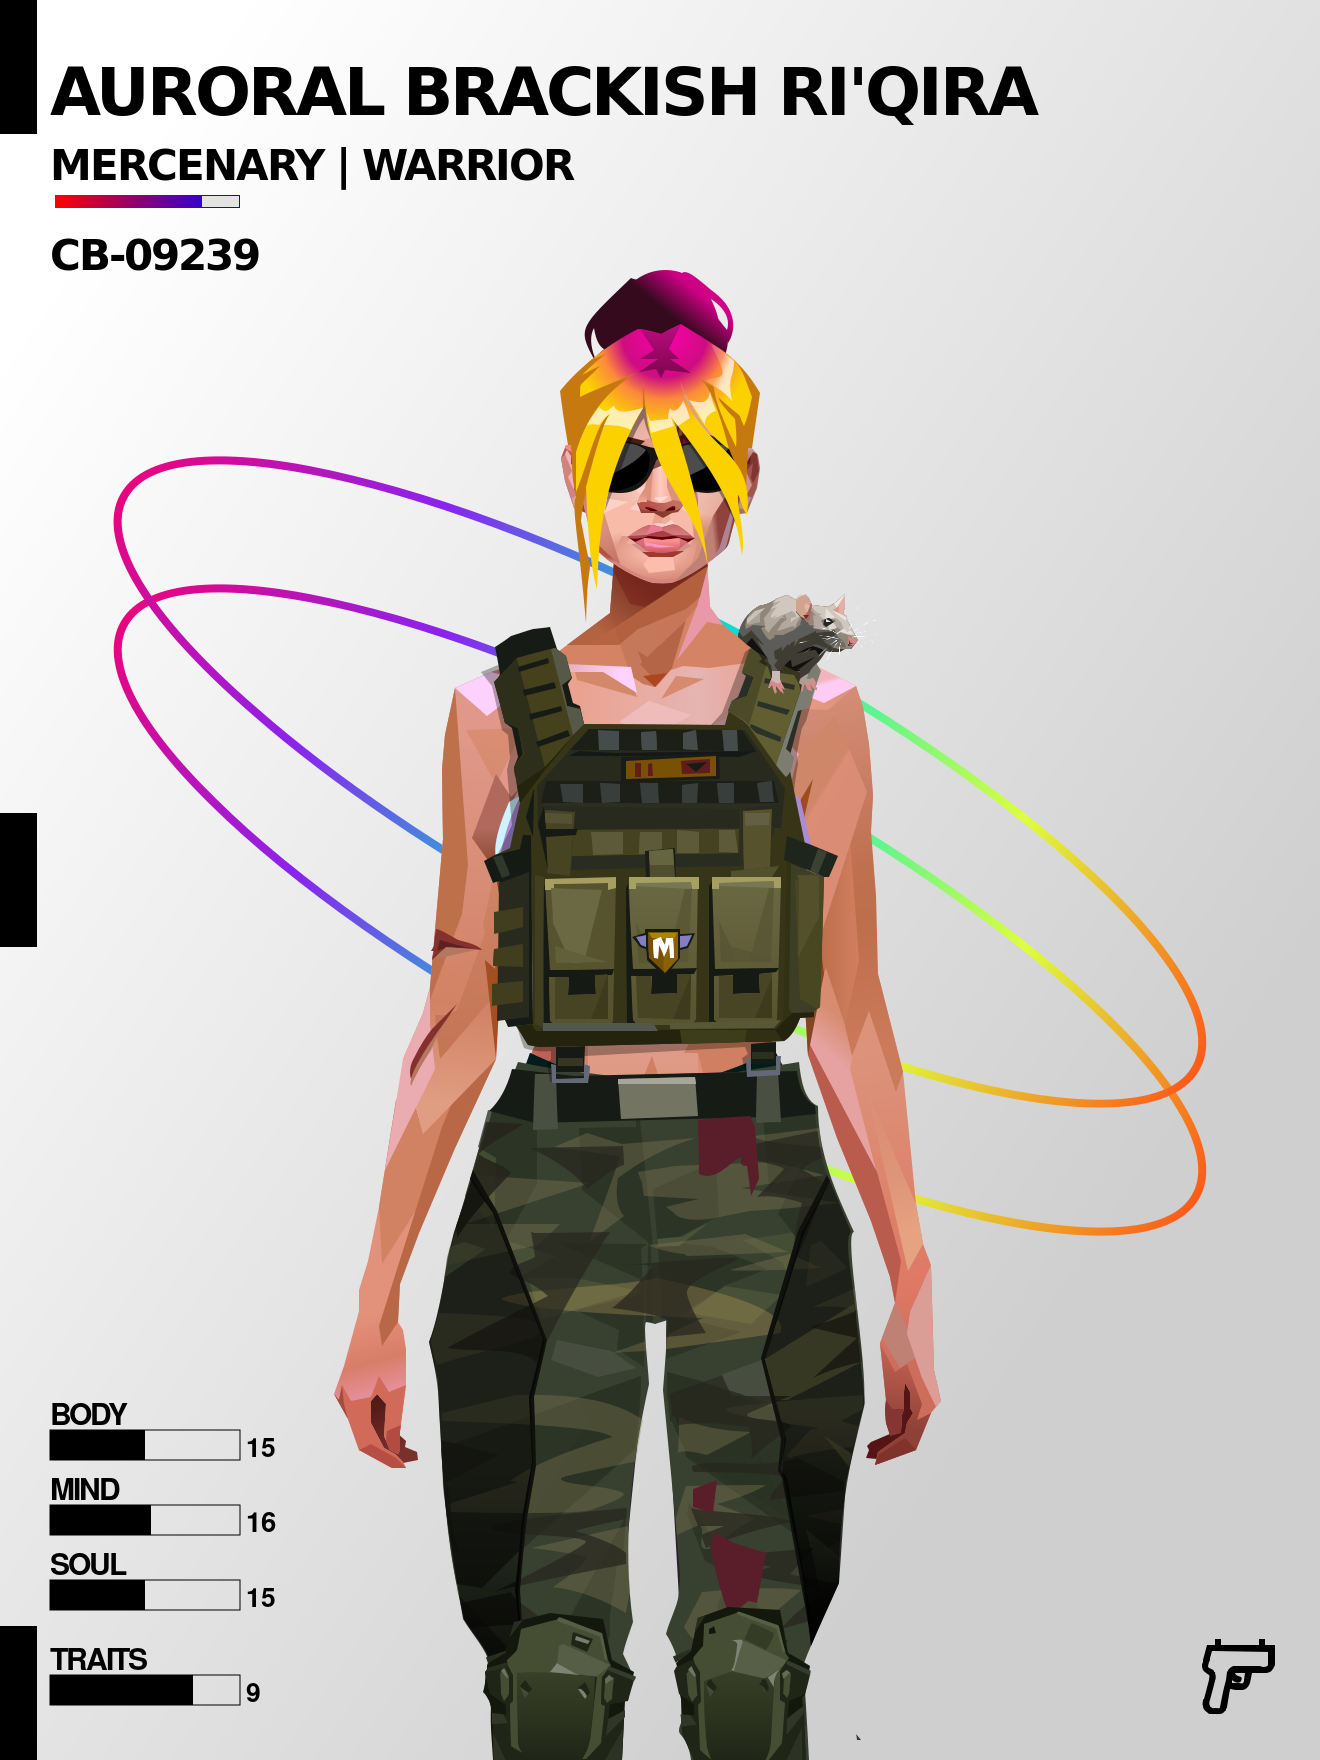 AURORAL BRACKISH RI'QIRA
MERCENARY | WARRIOR
CB-09239
M
BODY
15
MIND
16
SOUL
15
TRAITS
9